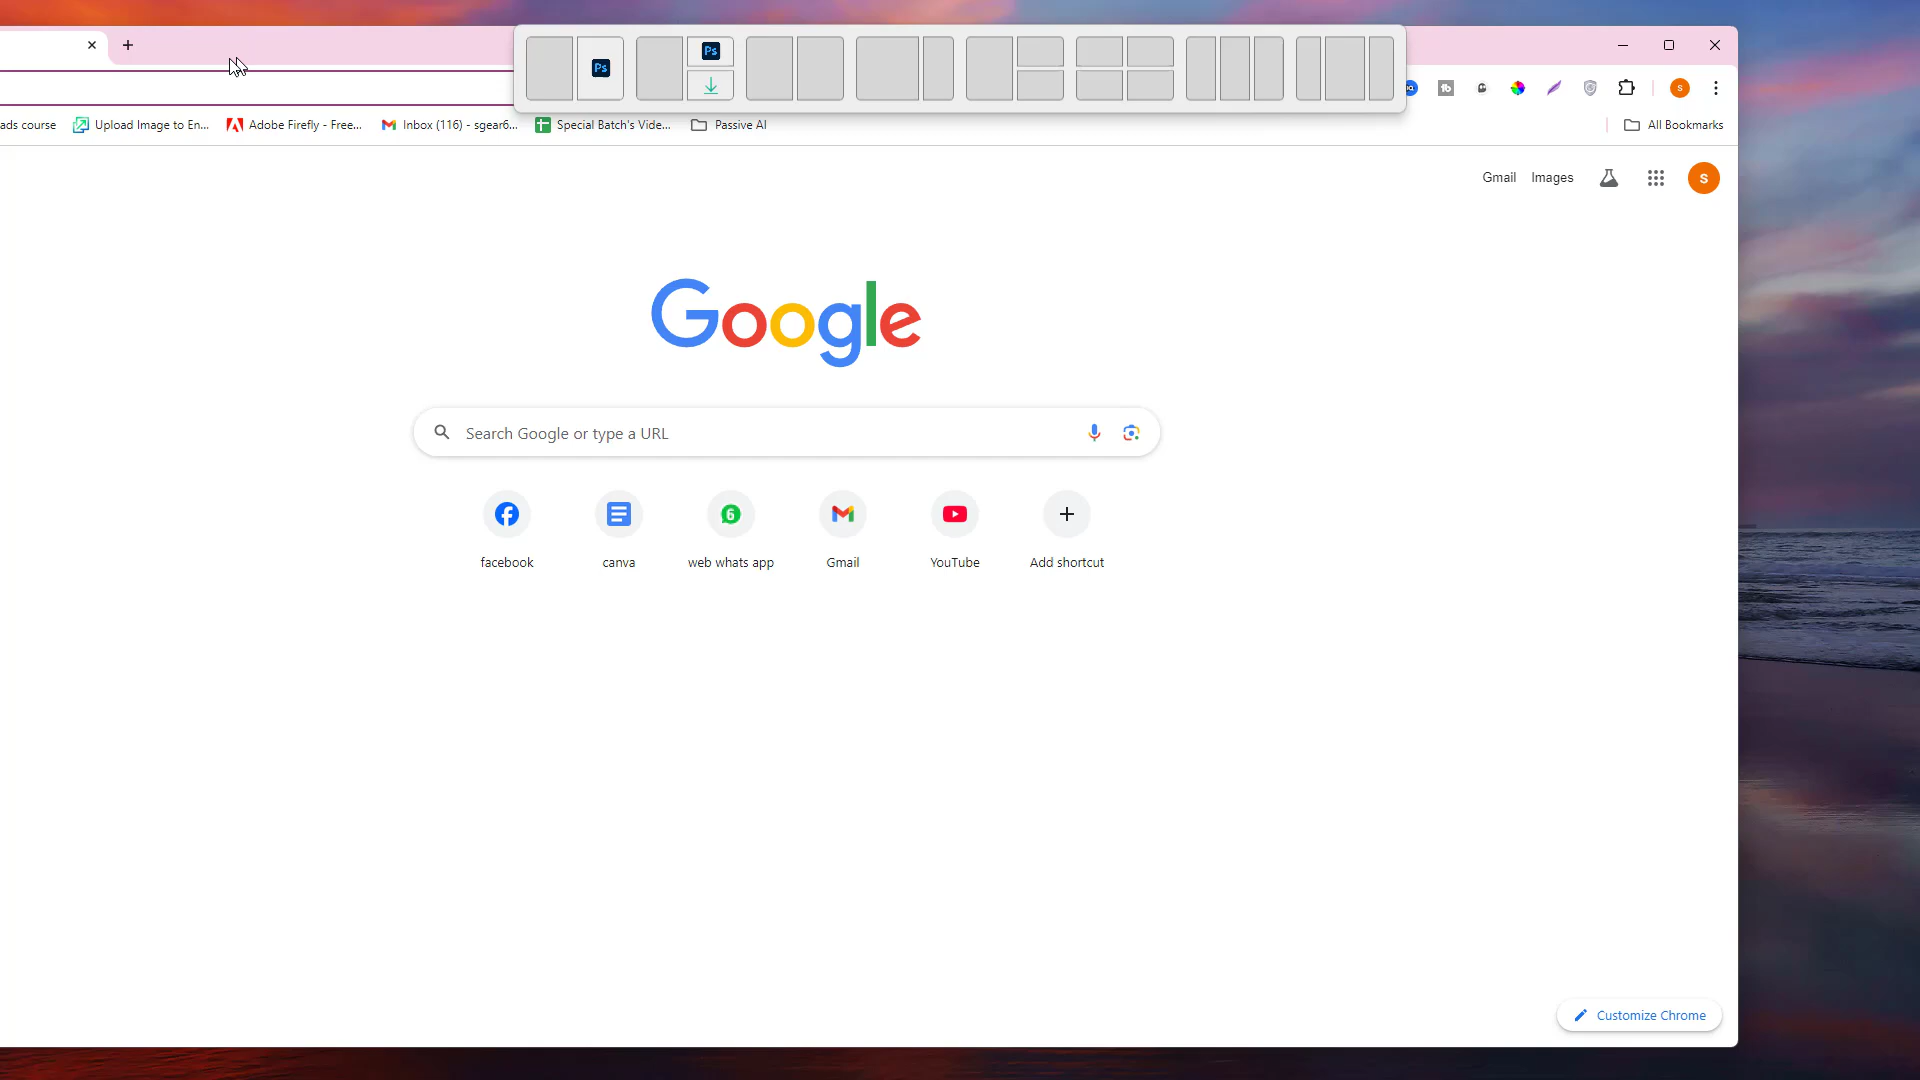 Ps
Ps
ads course
Upload Image to En...
Adobe Firefly - Free...
Inbox (116) - sgear6...
Special Batch's Vide...
Passive AI
All Bookmarks
Gmail
Images
S
Google
Search Google or type a URL
6
facebook
canva
web whats app
Gmail
YouTube
Add shortcut
Customize Chrome